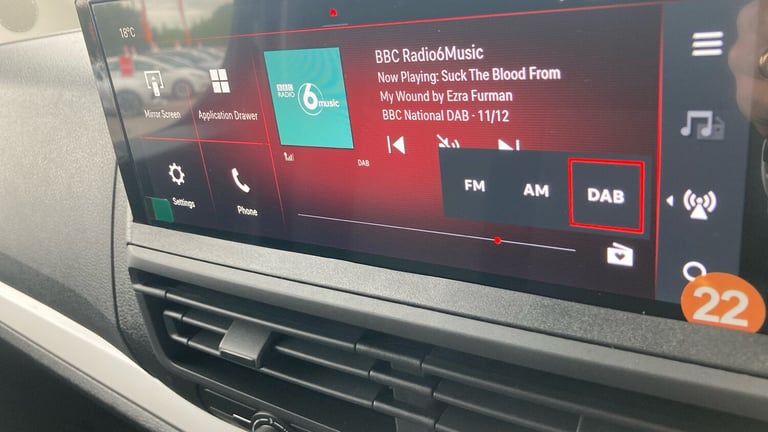 18°C
BBC Radio6Music
Now Playing: Suck The Blood From
My Wound by Ezra Furman
BBC National DAB - 11/12
BBC
RADIO
6
music
Mirror Screen
Application Drawer
DAB
FM AM DAB
Settings
Phone
22